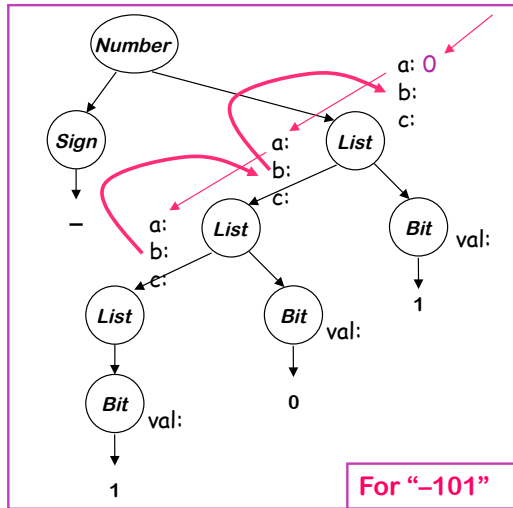 Number
a: 0
b:
c:
Sign
List
a:
b:
c:
–
a:
b:
c:
List
Bit
val:
1
List
Bit
val:
0
Bit
val:
1
For “–101”